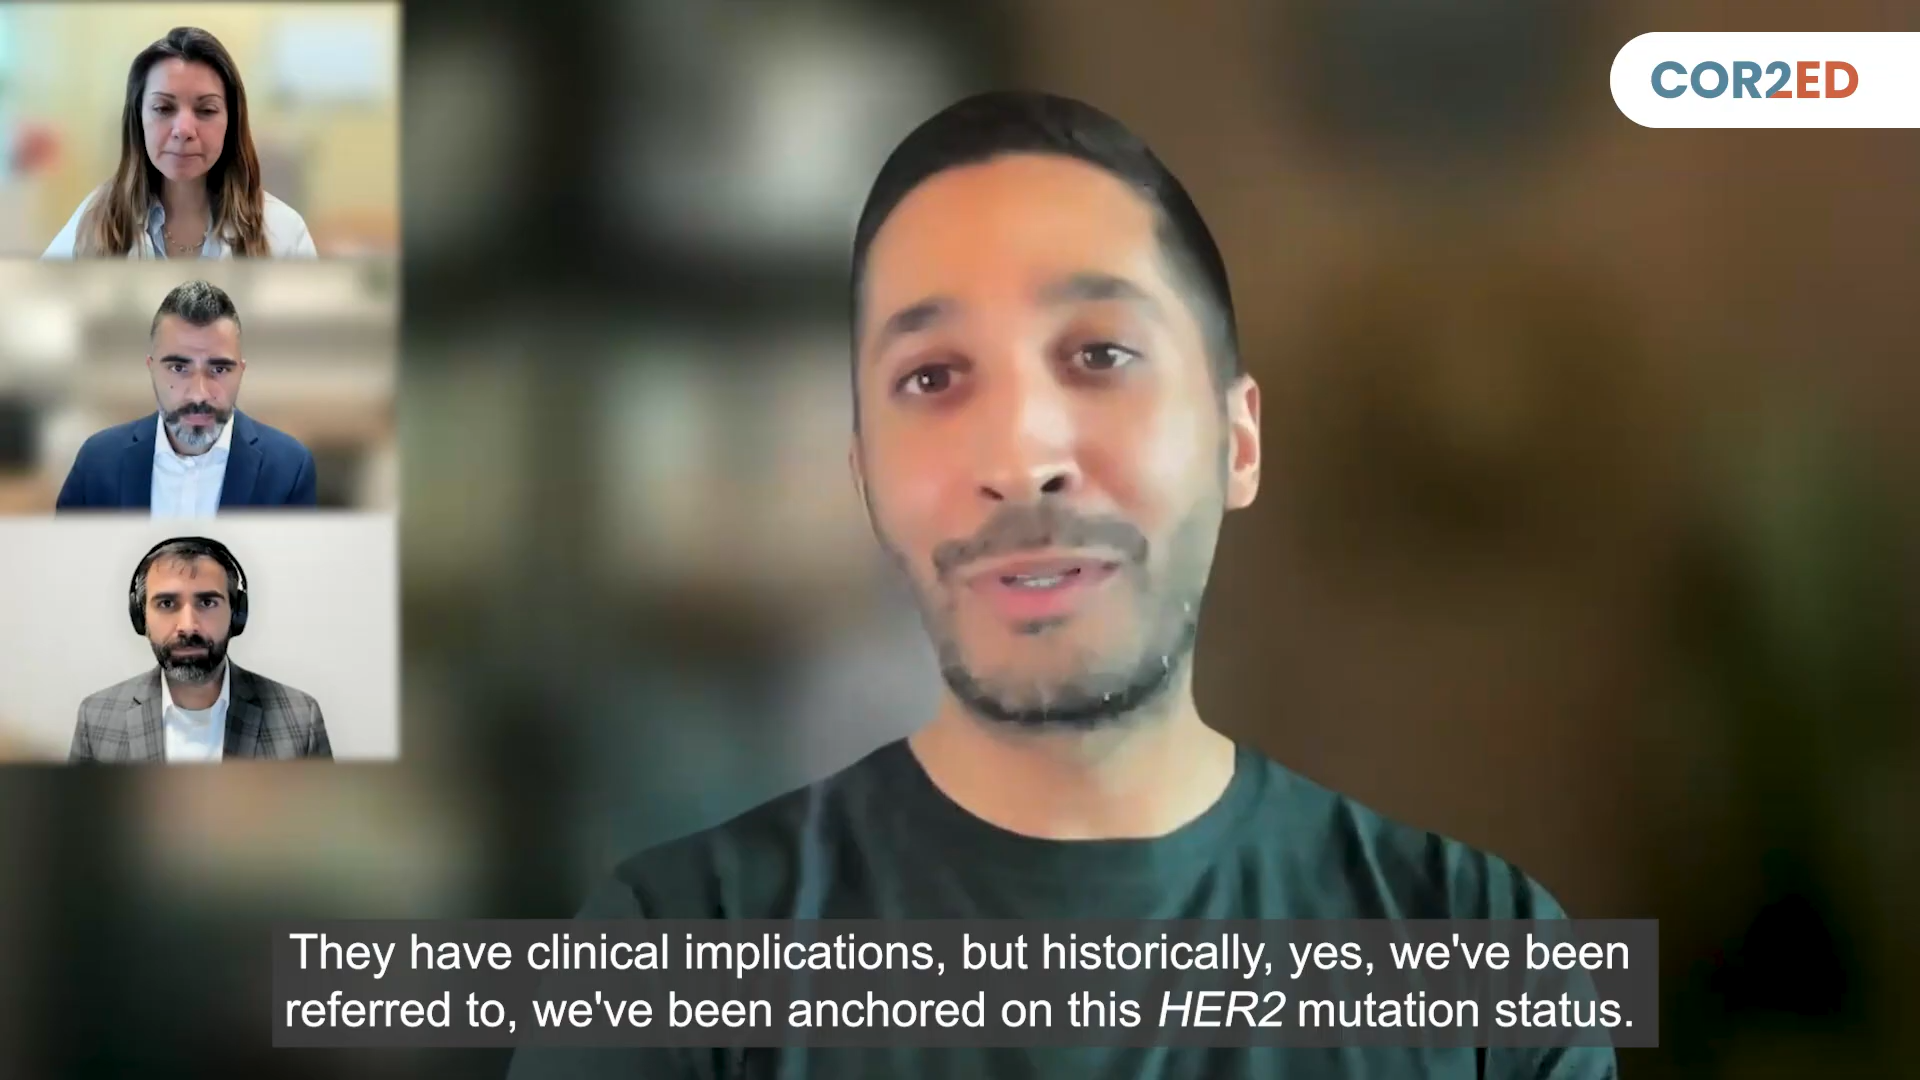 COR2ED
They have clinical implications, but historically, yes, we've been
referred to, we've been anchored on this HER2 mutation status.